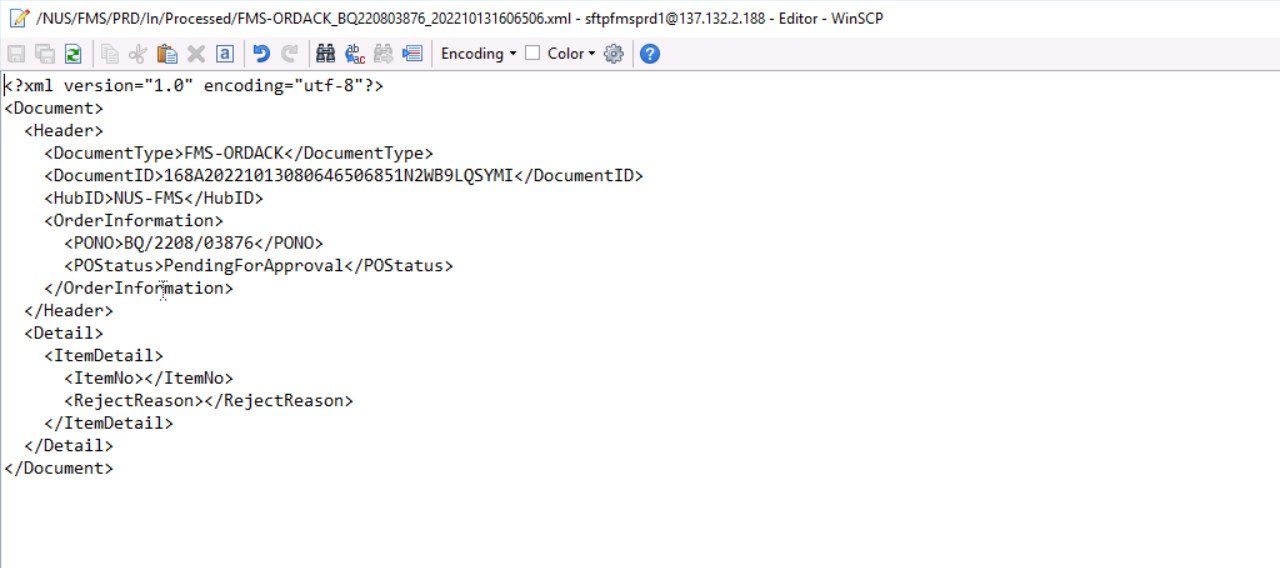 /NUS/FMS/PRD/In/Processed/FMS-ORDACK_BQ220803876_202210131606506.xml - sftpfmsprd1@137.132.2.188 - Editor - WinSCP
Encoding Color
<?xml version="1.0" encoding="utf-8"?>
<Document>
  <Header>
    <DocumentType>FMS-ORDACK</DocumentType>
    <DocumentID>168A20221013080646506851N2WB9LQSYMI</DocumentID>
    <HubID>NUS-FMS</HubID>
    <OrderInformation>
      <PONO>BQ/2208/03876</PONO>
      <POStatus>PendingForApproval</POStatus>
    </OrderInformation>
  </Header>
  <Detail>
    <ItemDetail>
      <ItemNo></ItemNo>
      <RejectReason></RejectReason>
    </ItemDetail>
  </Detail>
</Document>